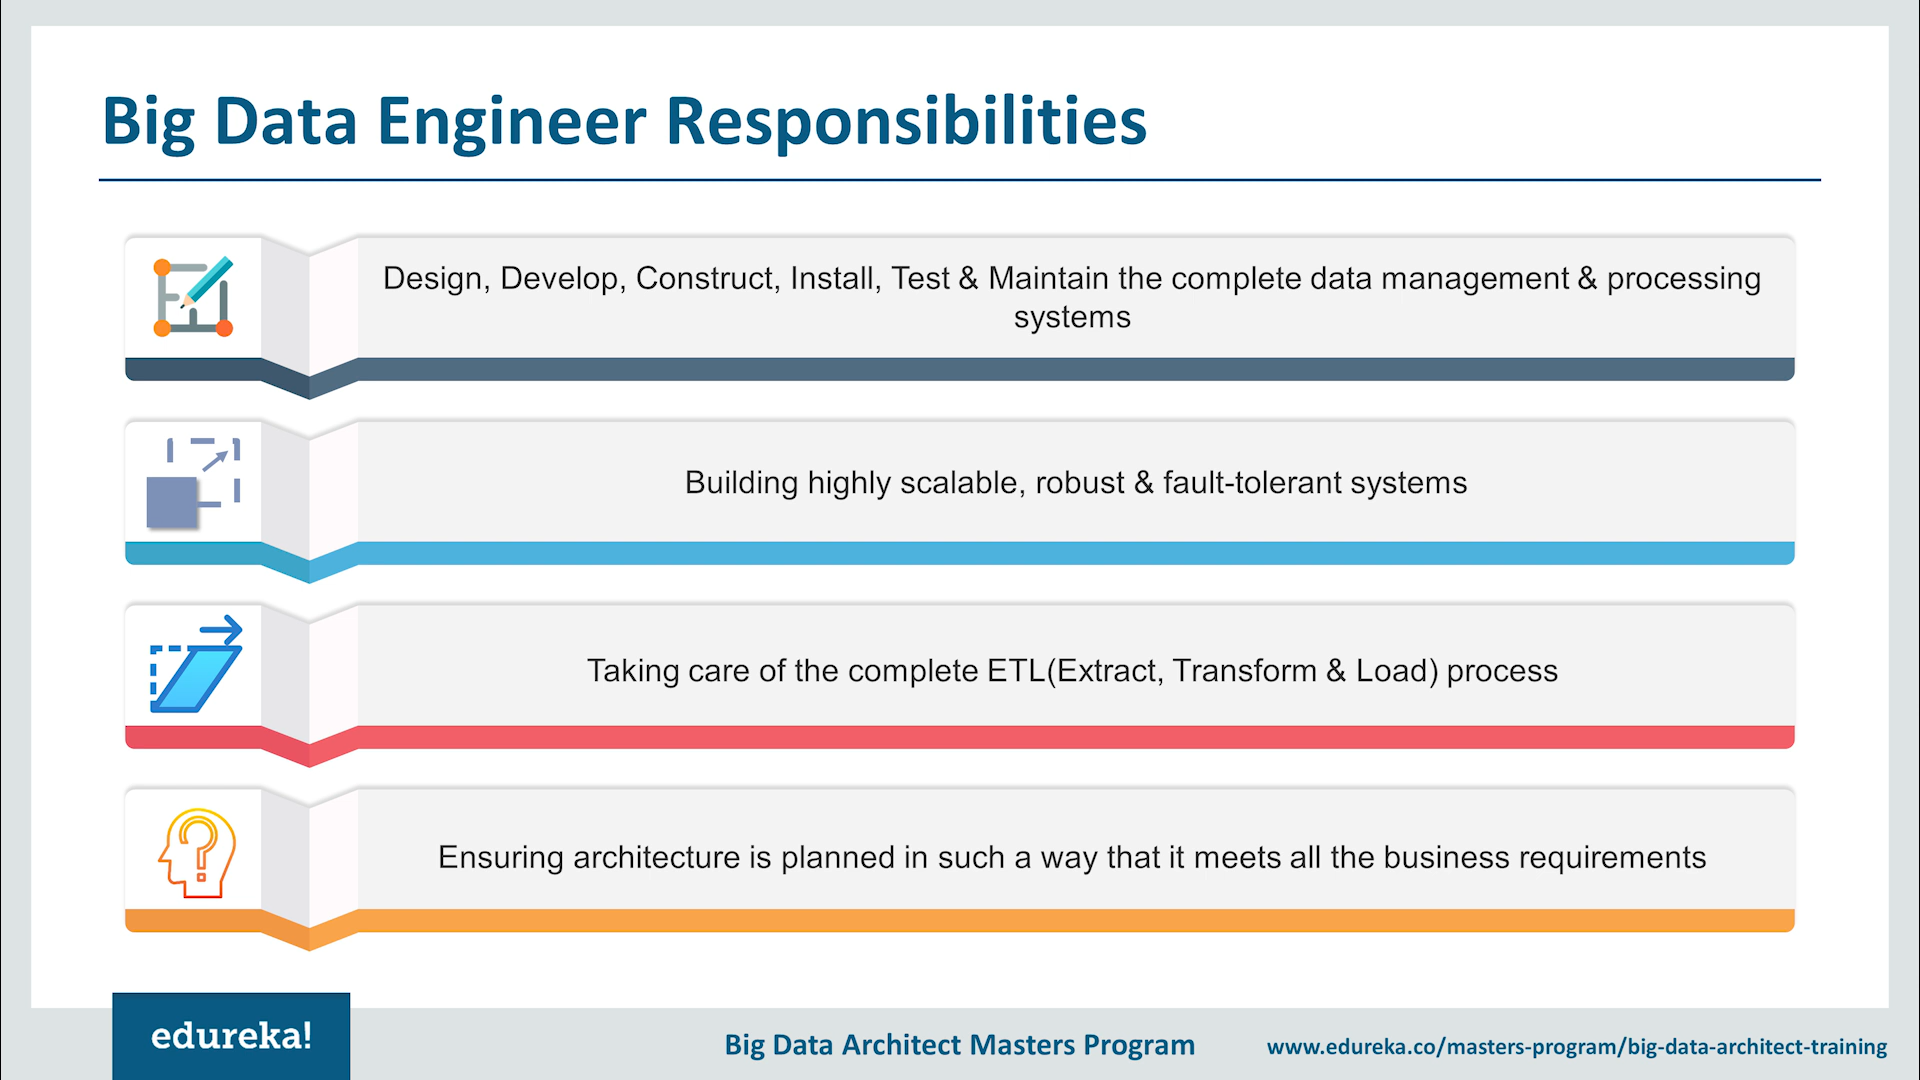 Big Data Engineer Responsibilities
Design, Develop, Construct, Install, Test & Maintain the complete data management & processing
systems
Building highly scalable, robust & fault-tolerant systems
Taking care of the complete ETL(Extract, Transform & Load) process
Ensuring architecture is planned in such a way that it meets all the business requirements
edureka!
Big Data Architect Masters Program
www.edureka.co/masters-program/big-data-architect-training